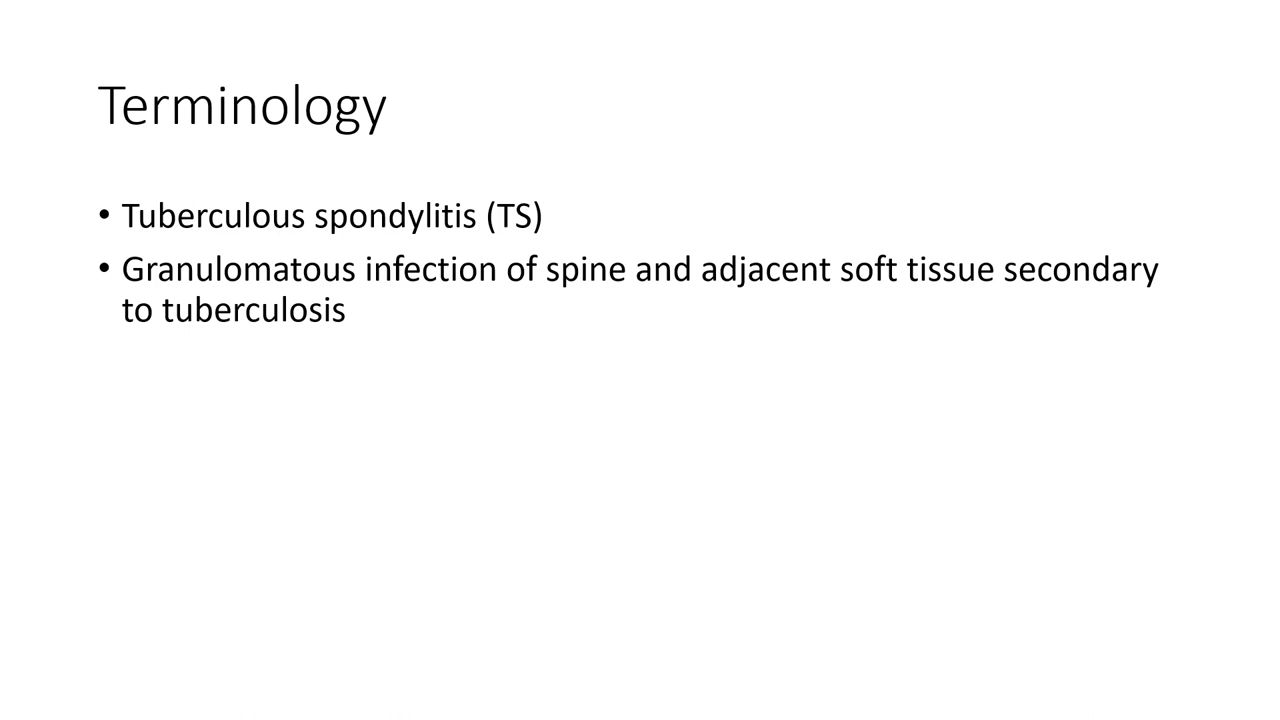 Terminology
• Tuberculous spondylitis (TS)
• Granulomatous infection of spine and adjacent soft tissue secondary
to tuberculosis